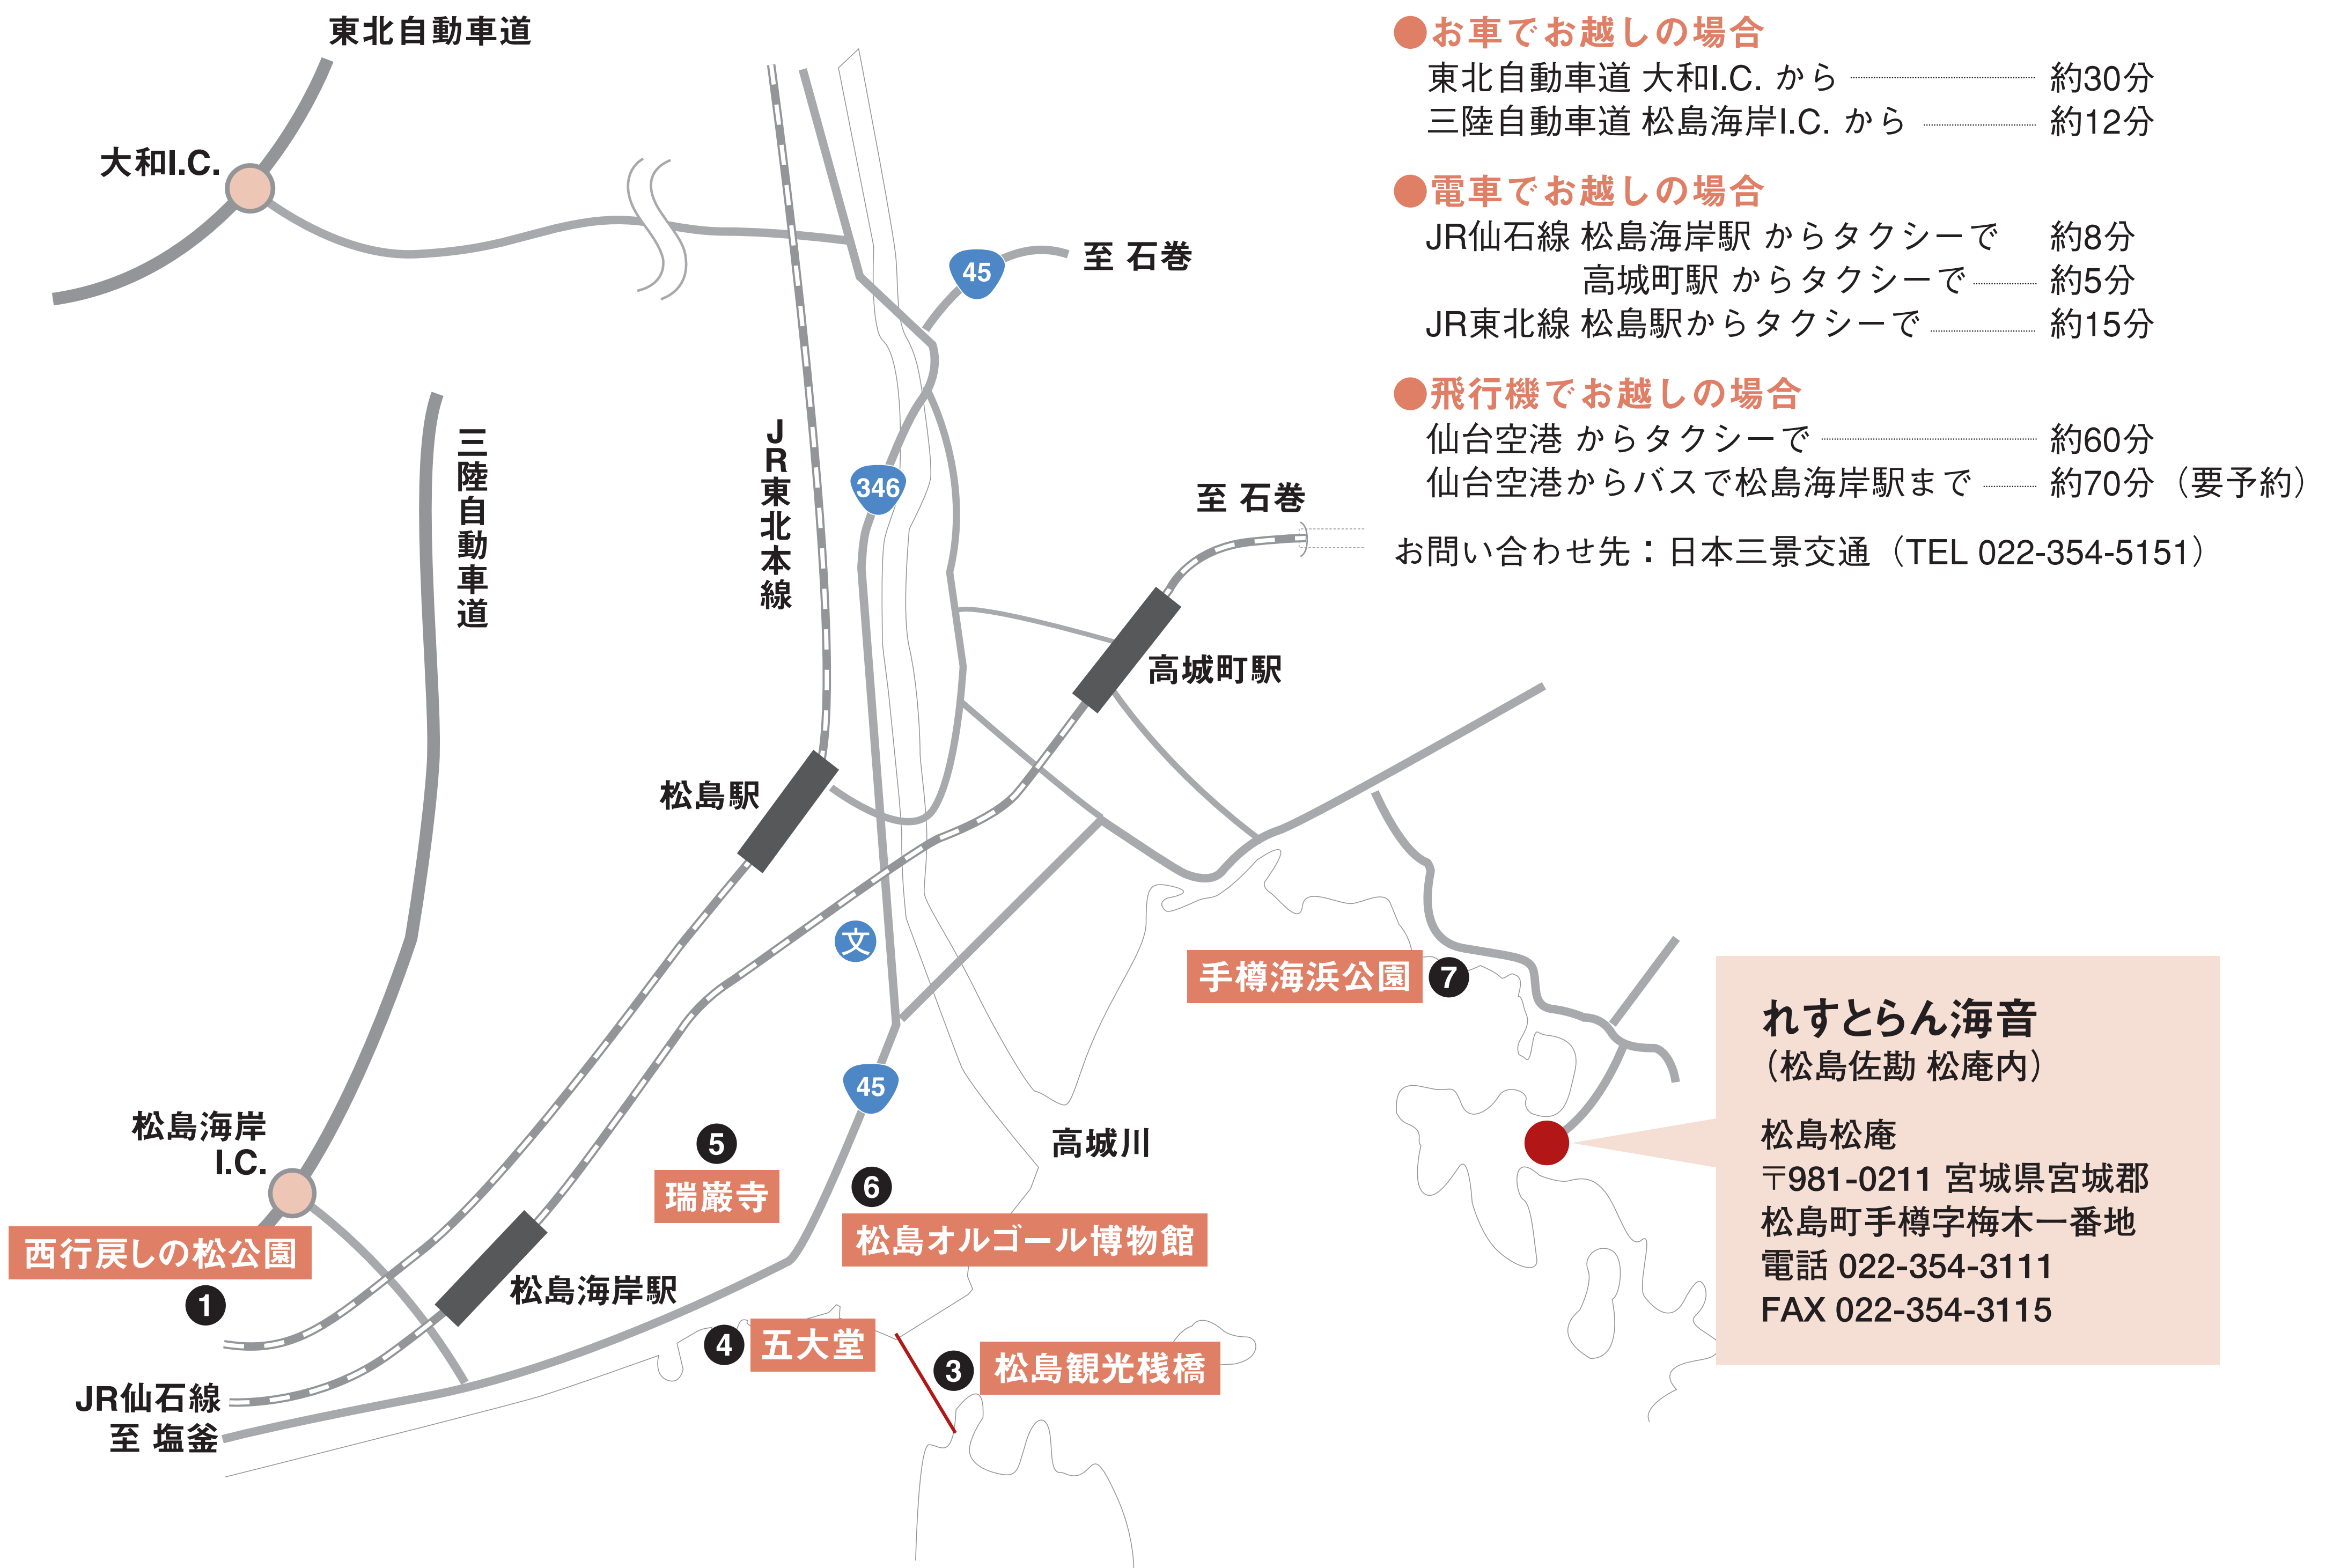 東北自動車道
大和I.C.
45
至 石巻
三陸自動車道
JR東北本線
346
至 石巻
高城町駅
松島駅
文
手樽海浜公園 7
45
松島海岸
I.C.
5
瑞巌寺
高城川
6
松島オルゴール博物館
西行戻しの松公園
1
松島海岸駅
4 五大堂
3 松島観光桟橋
JR仙石線
至 塩釜
●お車でお越しの場合
東北自動車道 大和I.C. から 約30分
三陸自動車道 松島海岸I.C. から 約12分
●電車でお越しの場合
JR仙石線 松島海岸駅 からタクシーで 約8分
高城町駅 からタクシーで 約5分
JR東北線 松島駅からタクシーで 約15分
●飛行機でお越しの場合
仙台空港 からタクシーで 約60分
仙台空港からバスで松島海岸駅まで 約70分（要予約）
お問い合わせ先：日本三景交通（TEL 022-354-5151）
れすとらん海音
（松島佐勘 松庵内）
松島松庵
〒981-0211 宮城県宮城郡
松島町手樽字梅木一番地
電話 022-354-3111
FAX 022-354-3115